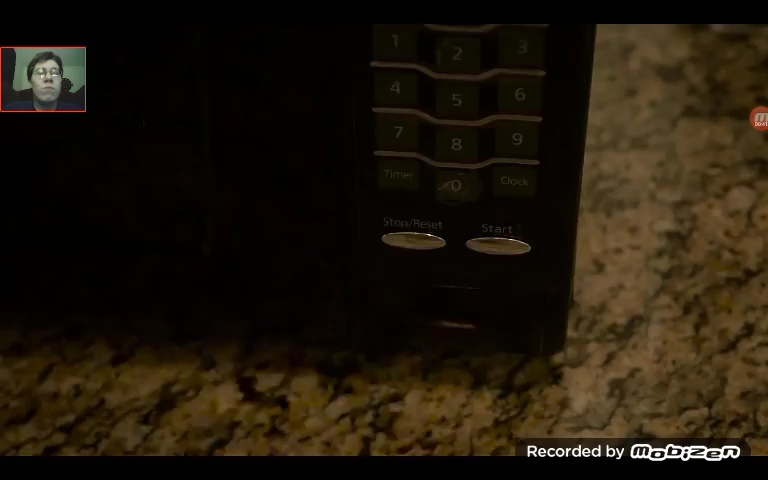 1 2 3
4 5 6
7 8 9
Timer 0 Clock
Stop/Reset Start
Recorded by mobizen